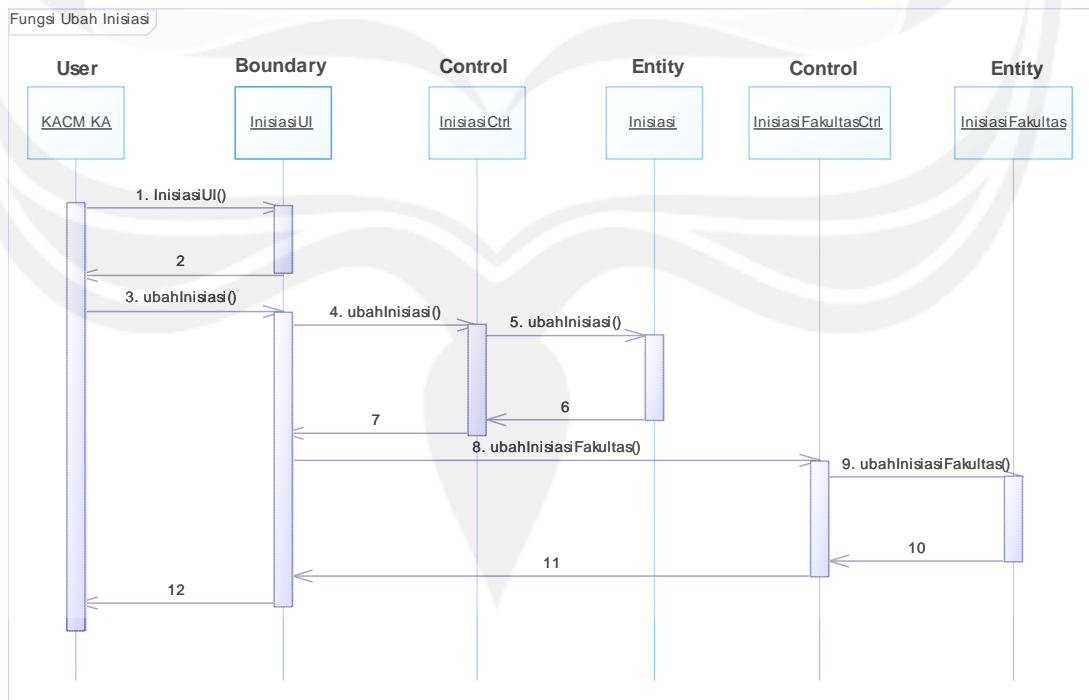 Fungsi Ubah Inisiasi
User
Boundary
Control
Entity
Control
Entity
KACM KA
InisiasiUI
InisiasiCtrl
Inisiasi
InisiasiFakultasCtrl
InisiasiFakultas
1. InisiasiUI()
2
3. ubahInisiasi()
4. ubahInisiasi()
5. ubahInisiasi()
6
7
8. ubahInisiasiFakultas()
9. ubahInisiasiFakultas()
10
11
12